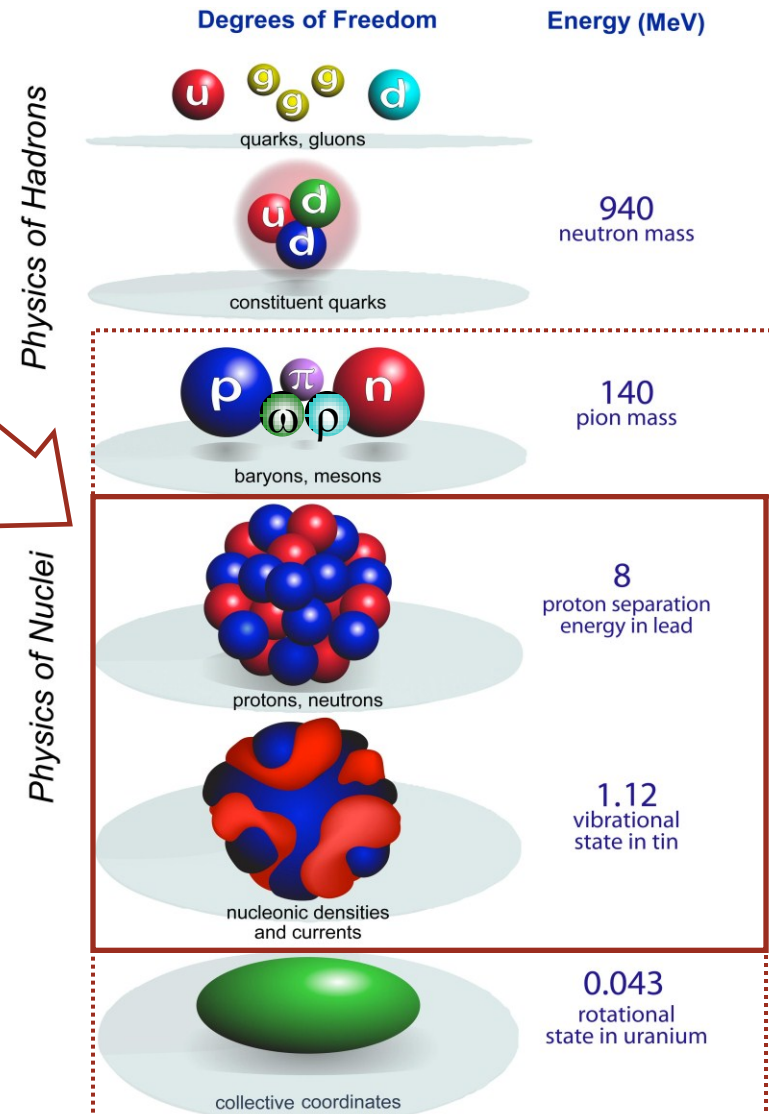 Degrees of Freedom
Energy (MeV)
Physics of Hadrons
u
g
g
g
d
quarks, gluons
u
d
d
940
neutron mass
constituent quarks
p
π
n
ω
ρ
140
pion mass
baryons, mesons
Physics of Nuclei
8
proton separation
energy in lead
protons, neutrons
1.12
vibrational
state in tin
nucleonic densities
and currents
0.043
rotational
state in uranium
collective coordinates